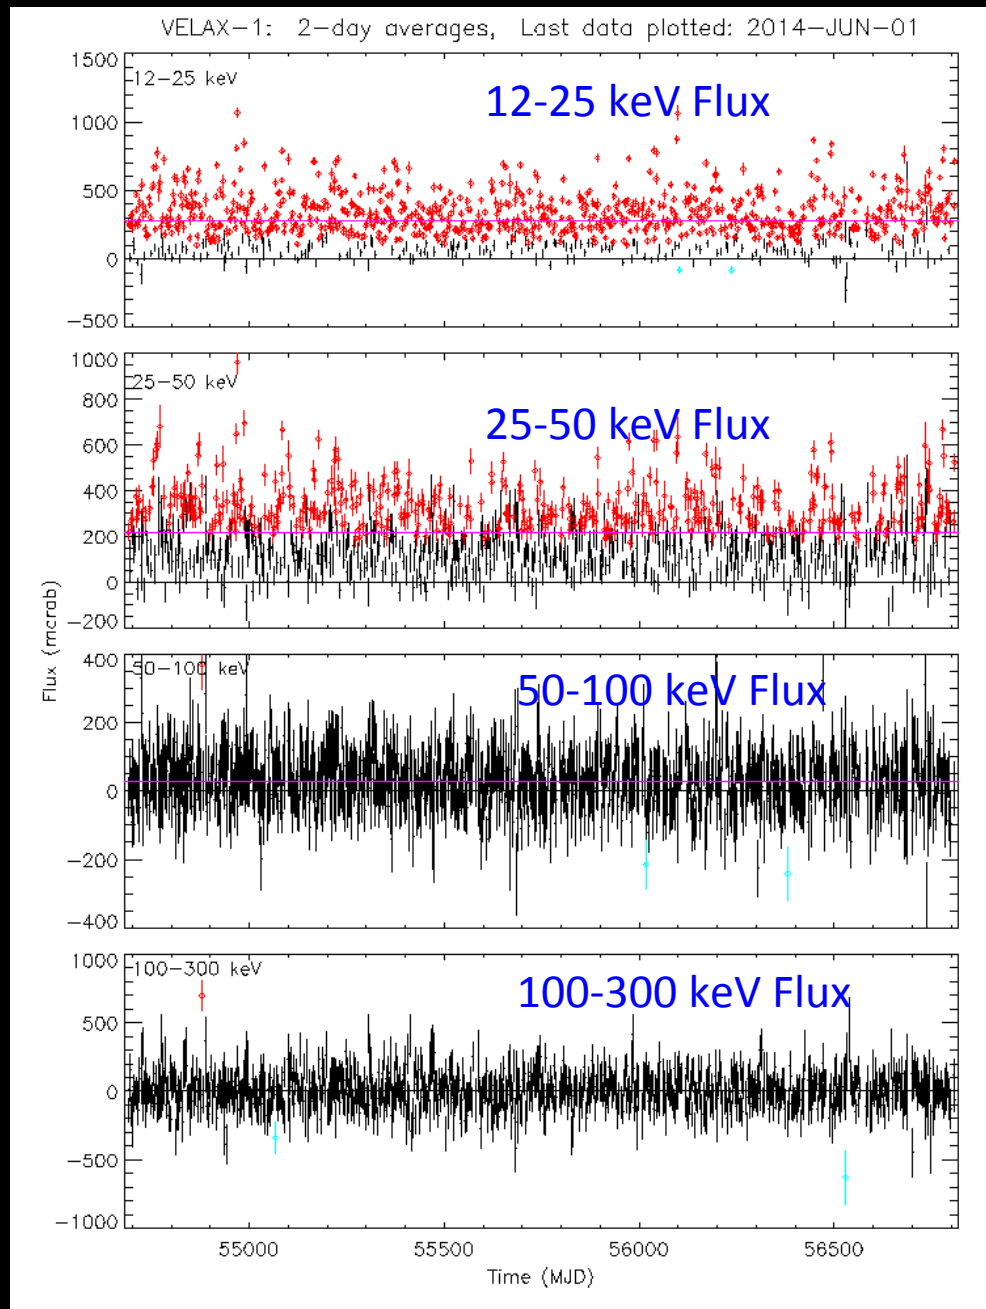 VELAX-1: 2-day averages, Last data plotted: 2014-JUN-01
1500
12-25 keV
12-25 keV Flux
1000
500
0
-500
1000
25-50 keV
800
25-50 keV Flux
600
400
200
0
-200
Flux (mcrab)
400
50-100 keV
50-100 keV Flux
200
0
-200
-400
1000
100-300 keV
100-300 keV Flux
500
0
-500
-1000
55000 55500 56000 56500
Time (MJD)